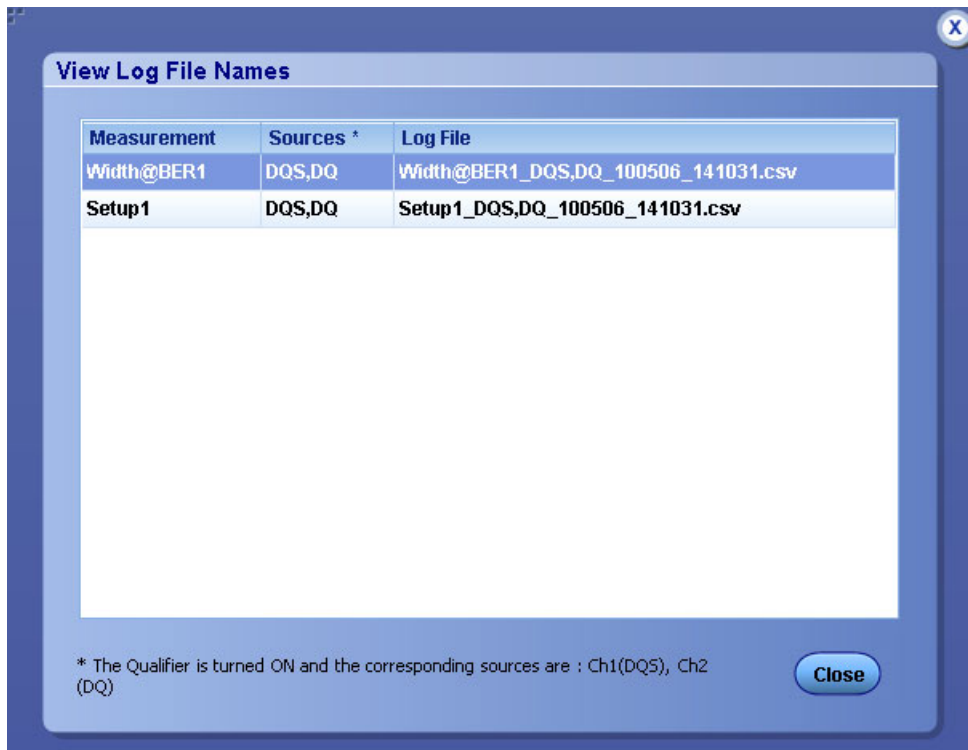 X
View Log File Names
Measurement Sources * Log File
Width@BER1 DQS,DQ Width@BER1_DQS,DQ_100506_141031.csv
Setup1 DQS,DQ Setup1_DQS,DQ_100506_141031.csv
* The Qualifier is turned ON and the corresponding sources are : Ch1(DQS), Ch2
(DQ)
Close